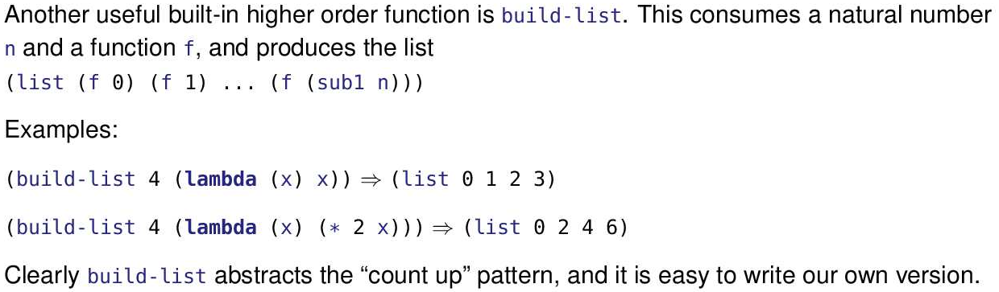 Another useful built-in higher order function is build-list. This consumes a natural number
n and a function f, and produces the list
(list (f 0) (f 1) ... (f (sub1 n)))
Examples:
(build-list 4 (lambda (x) x)) ⇒ (list 0 1 2 3)
(build-list 4 (lambda (x) (* 2 x))) ⇒ (list 0 2 4 6)
Clearly build-list abstracts the “count up” pattern, and it is easy to write our own version.